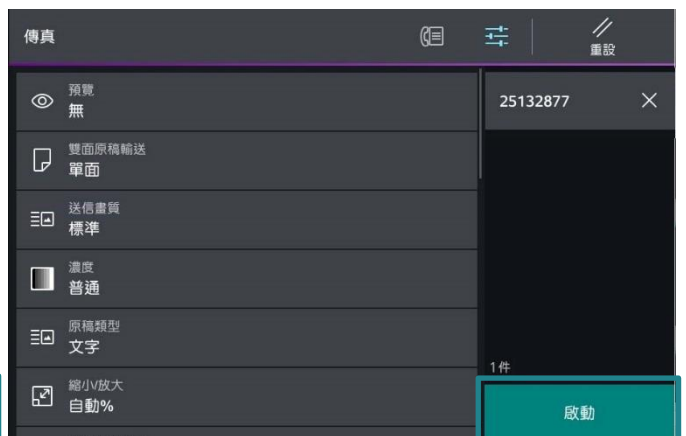 傳真
重設
預覽
無
雙面原稿輸送
單面
送信畫質
標準
濃度
普通
原稿類型
文字
縮小/放大
自動%
25132877
1件
啟動